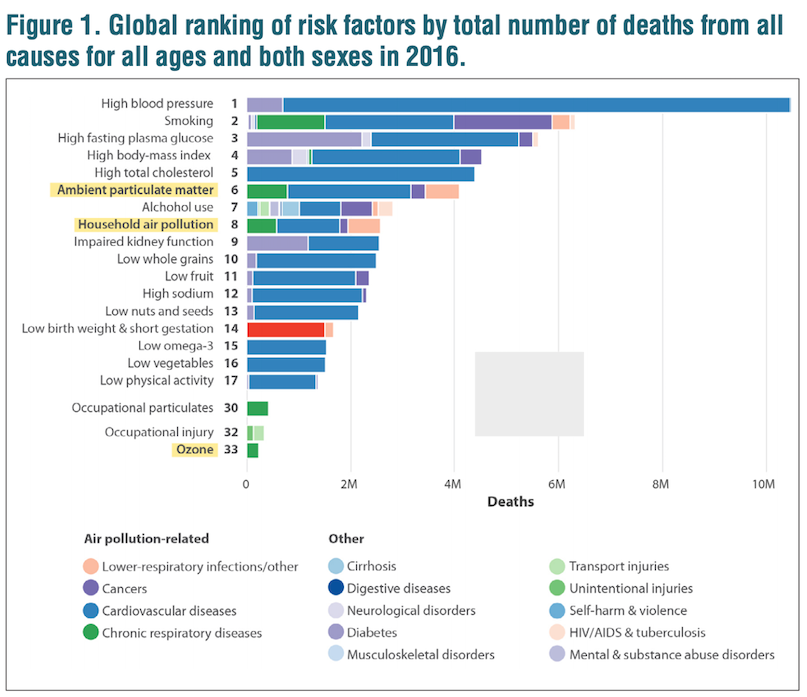 Figure 1. Global ranking of risk factors by total number of deaths from all
causes for all ages and both sexes in 2016.
High blood pressure 1
Smoking 2
High fasting plasma glucose 3
High body-mass index 4
High total cholesterol 5
Ambient particulate matter 6
Alchohol use 7
Household air pollution 8
Impaired kidney function 9
Low whole grains 10
Low fruit 11
High sodium 12
Low nuts and seeds 13
Low birth weight & short gestation 14
Low omega-3 15
Low vegetables 16
Low physical activity 17
Occupational particulates 30
Occupational injury 32
Ozone 33
0 2M 4M 6M 8M 10M
Deaths
Air pollution-related
Lower-respiratory infections/other
Cancers
Cardiovascular diseases
Chronic respiratory diseases
Other
Cirrhosis
Digestive diseases
Neurological disorders
Diabetes
Musculoskeletal disorders
Transport injuries
Unintentional injuries
Self-harm & violence
HIV/AIDS & tuberculosis
Mental & substance abuse disorders